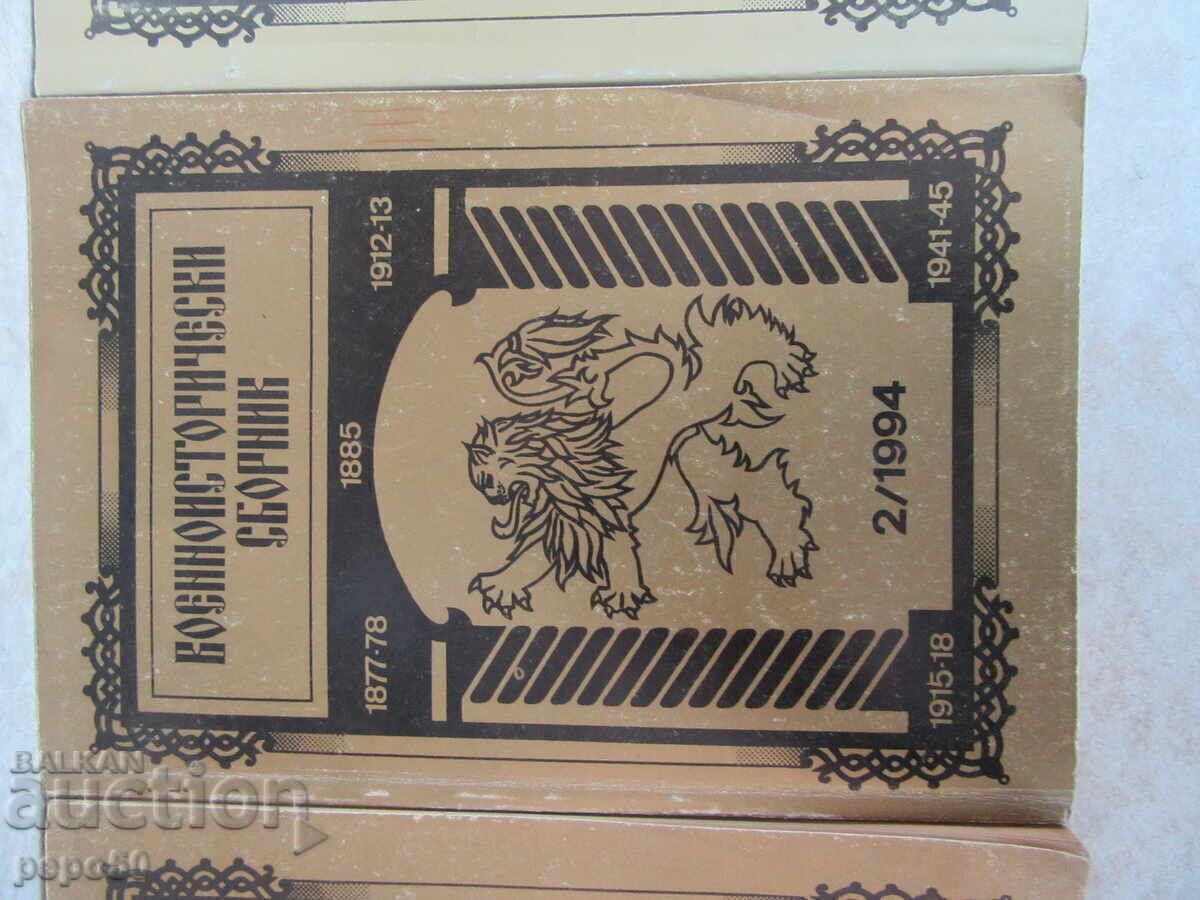 ВОЕННОИСТОРИЧЕСКИ
СБОРНИК
1885
1877-78
1912-13
2/1994
1915-18
1941-45
BALKAN
auction
pepo50